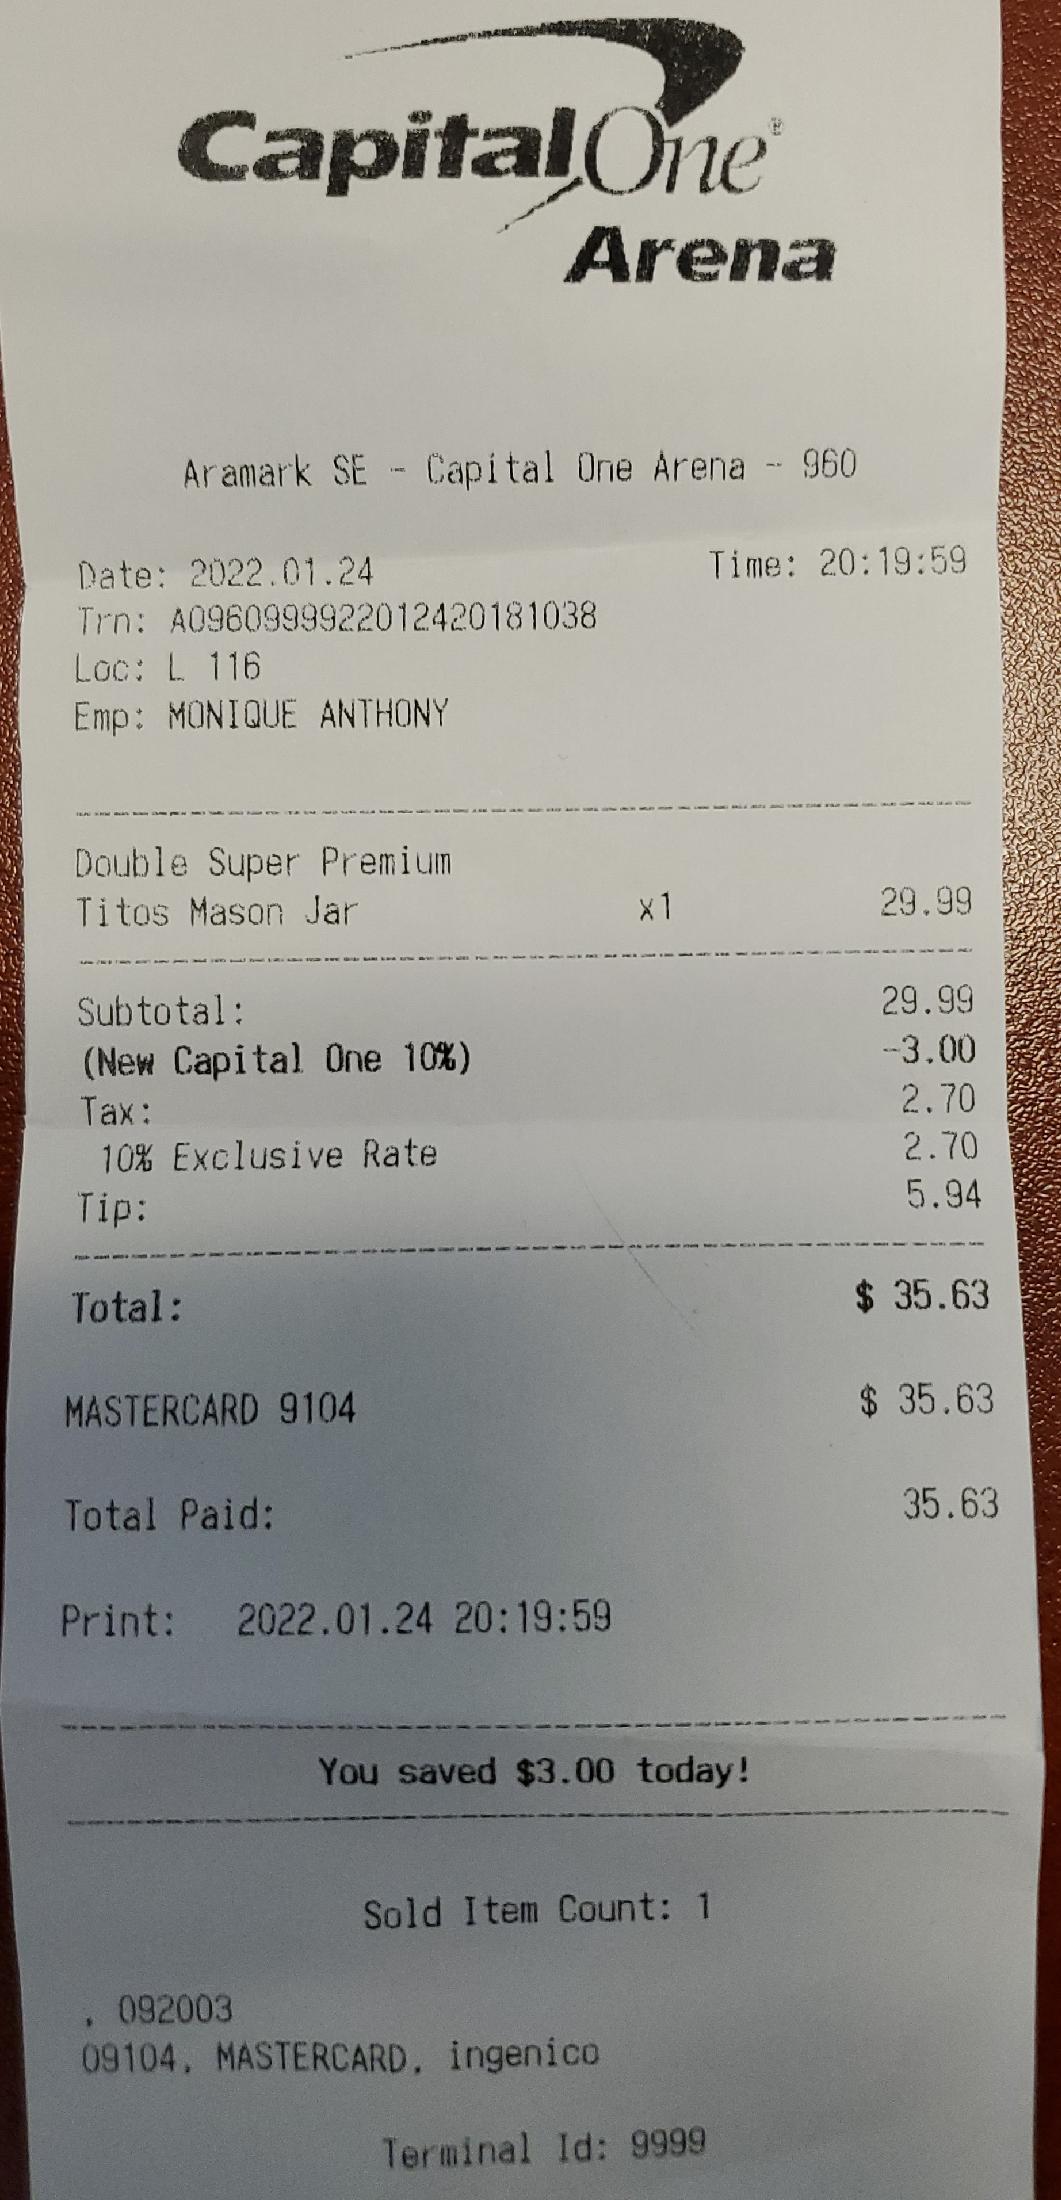 CapitalOne®
Arena
Aramark SE - Capital One Arena - 960
Date: 2022.01.24 Time: 20:19:59
Trn: A0960999922012420181038
Loc: L 116
Emp: MONIQUE ANTHONY
Double Super Premium
Titos Mason Jar x1 29.99
Subtotal: 29.99
(New Capital One 10%) -3.00
Tax: 2.70
10% Exclusive Rate 2.70
Tip: 5.94
Total: $ 35.63
MASTERCARD 9104 $ 35.63
Total Paid: 35.63
Print: 2022.01.24 20:19:59
You saved $3.00 today!
Sold Item Count: 1
, 092003
09104, MASTERCARD, ingenico
Terminal Id: 9999